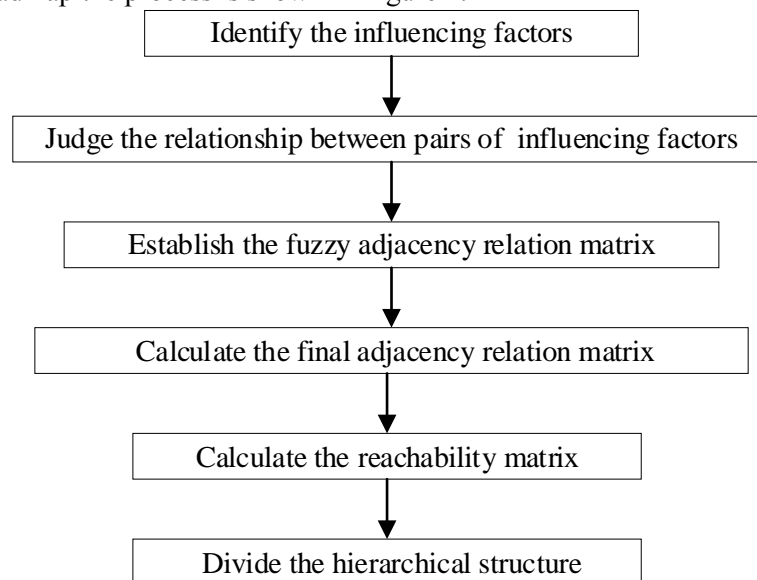 Identify the influencing factors
Judge the relationship between pairs of influencing factors
Establish the fuzzy adjacency relation matrix
Calculate the final adjacency relation matrix
Calculate the reachability matrix
Divide the hierarchical structure